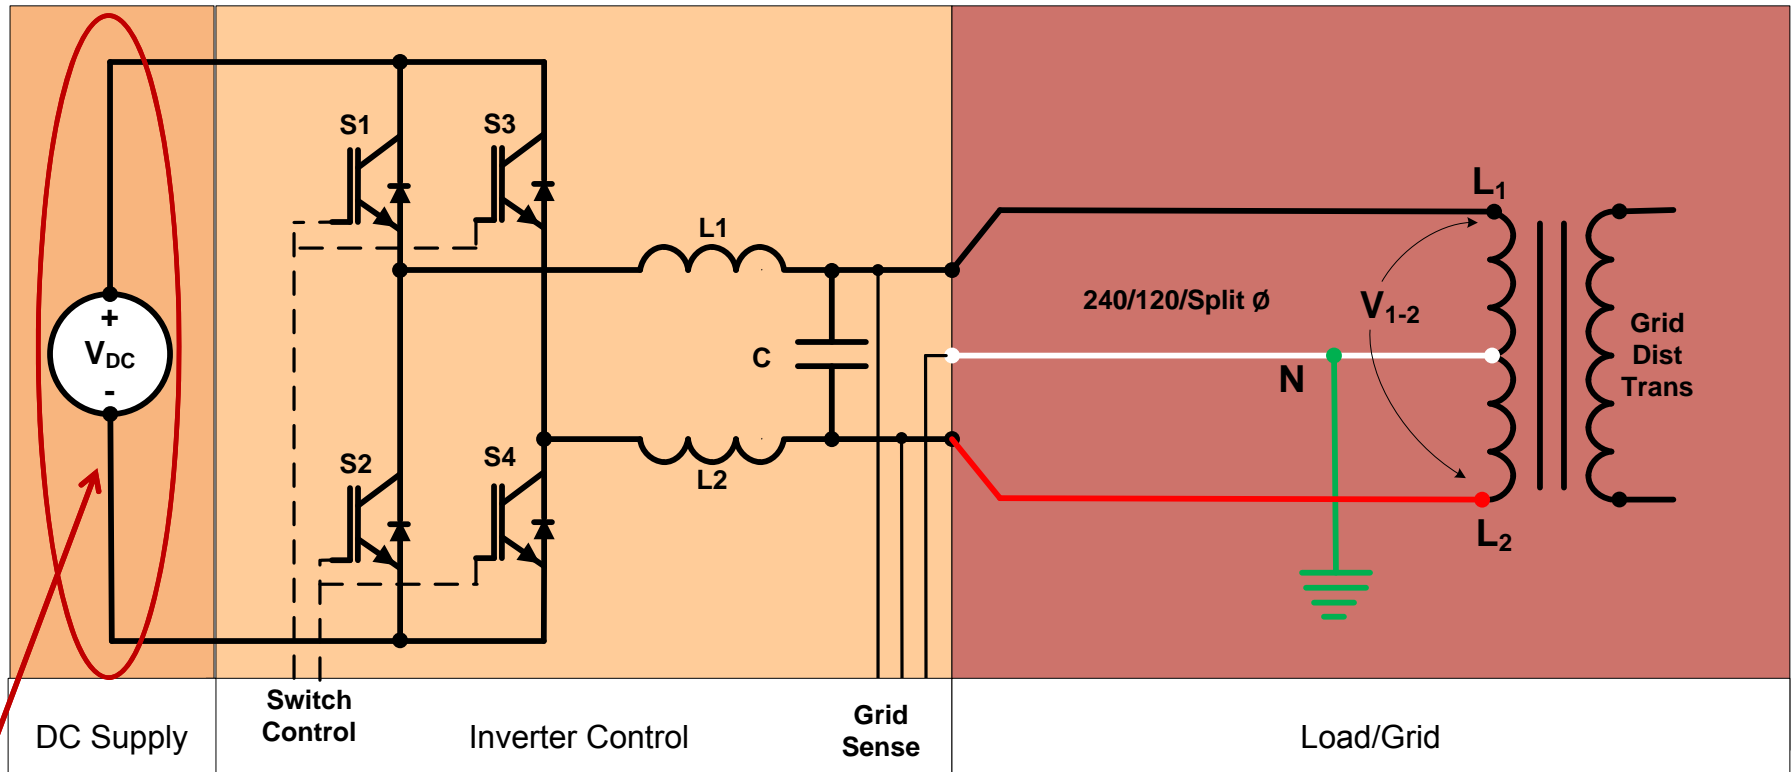 S1
S3
L1
L₁
240/120/Split Ø
V₁₋₂
+
V_DC
-
C
N
Grid
Dist
Trans
S2
S4
L2
L₂
Switch
Control
Grid
Sense
DC Supply
Inverter Control
Load/Grid